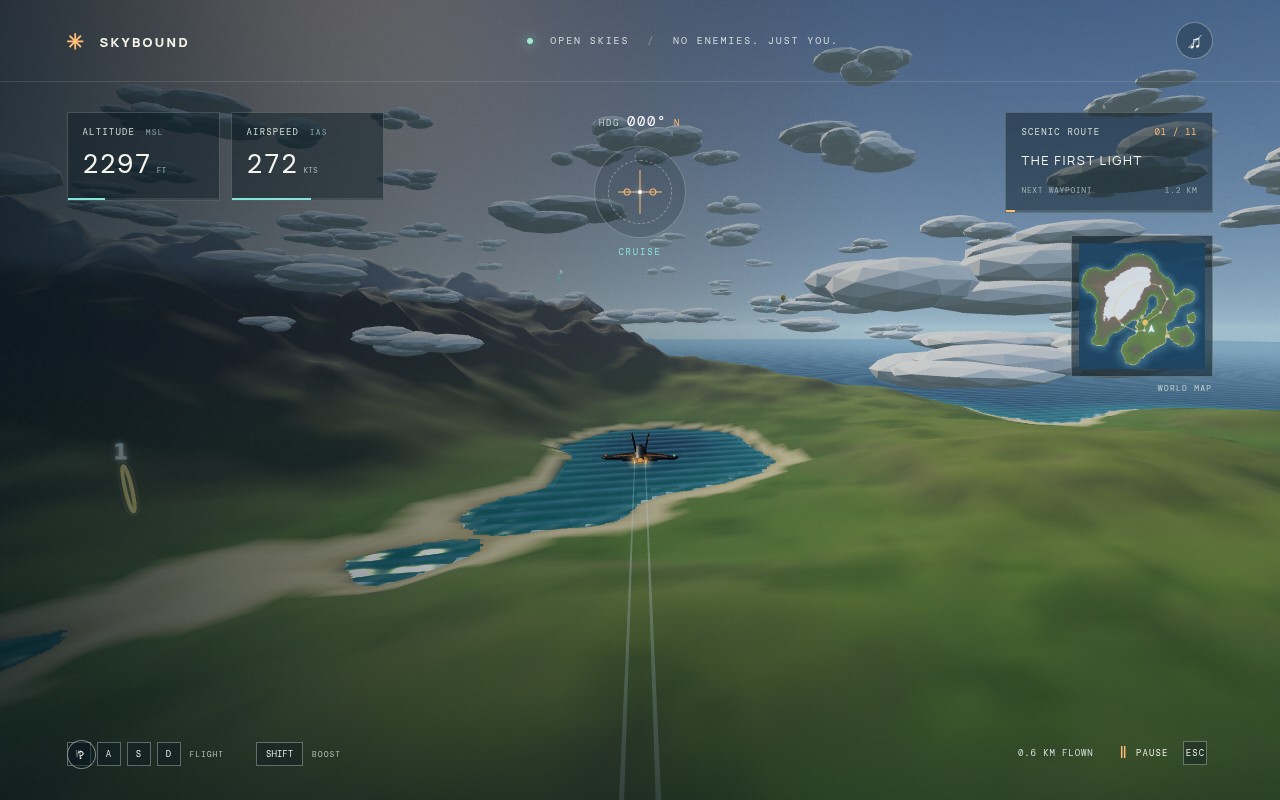 SKYBOUND
OPEN SKIES / NO ENEMIES. JUST YOU.
ALTITUDE MSL
2297 FT
AIRSPEED IAS
272 KTS
HDG 000° N
CRUISE
SCENIC ROUTE 01 / 11
THE FIRST LIGHT
NEXT WAYPOINT 1.2 KM
WORLD MAP
1
A S D FLIGHT
SHIFT BOOST
0.6 KM FLOWN
PAUSE ESC